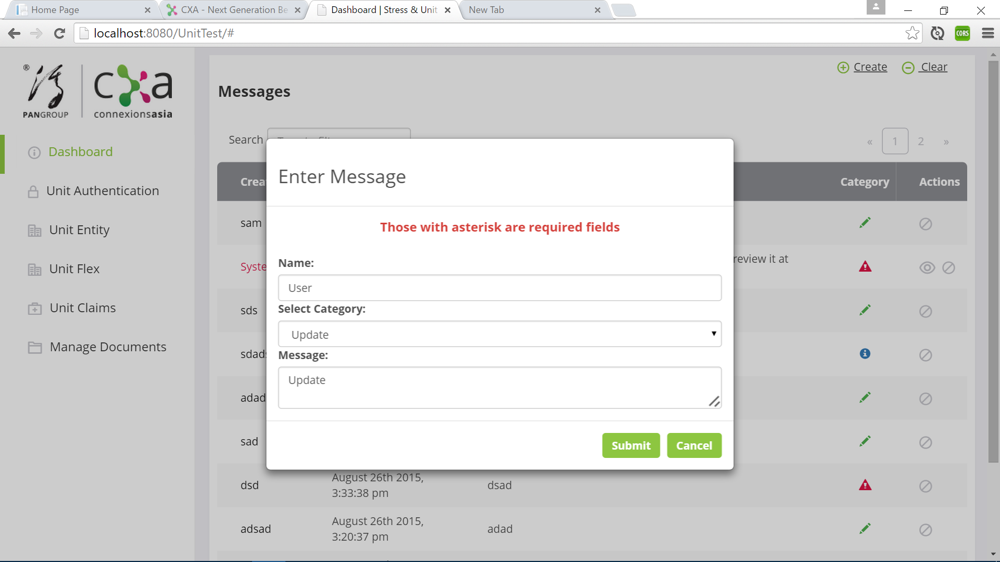 Home Page
CXA - Next Generation Be
Dashboard | Stress & Unit
New Tab
localhost:8080/UnitTest/#
CORS
®
PANGROUP
cxa
connexionsasia
Dashboard
Unit Authentication
Unit Entity
Unit Flex
Unit Claims
Manage Documents
Create
Clear
Messages
Search
« 1 2 »
Category
Actions
sam
review it at
sds
sad
dsd
August 26th 2015,
3:33:38 pm
dsad
adsad
August 26th 2015,
3:20:37 pm
adad
Enter Message
Those with asterisk are required fields
Name:
User
Select Category:
Update
Message:
Update
Submit
Cancel